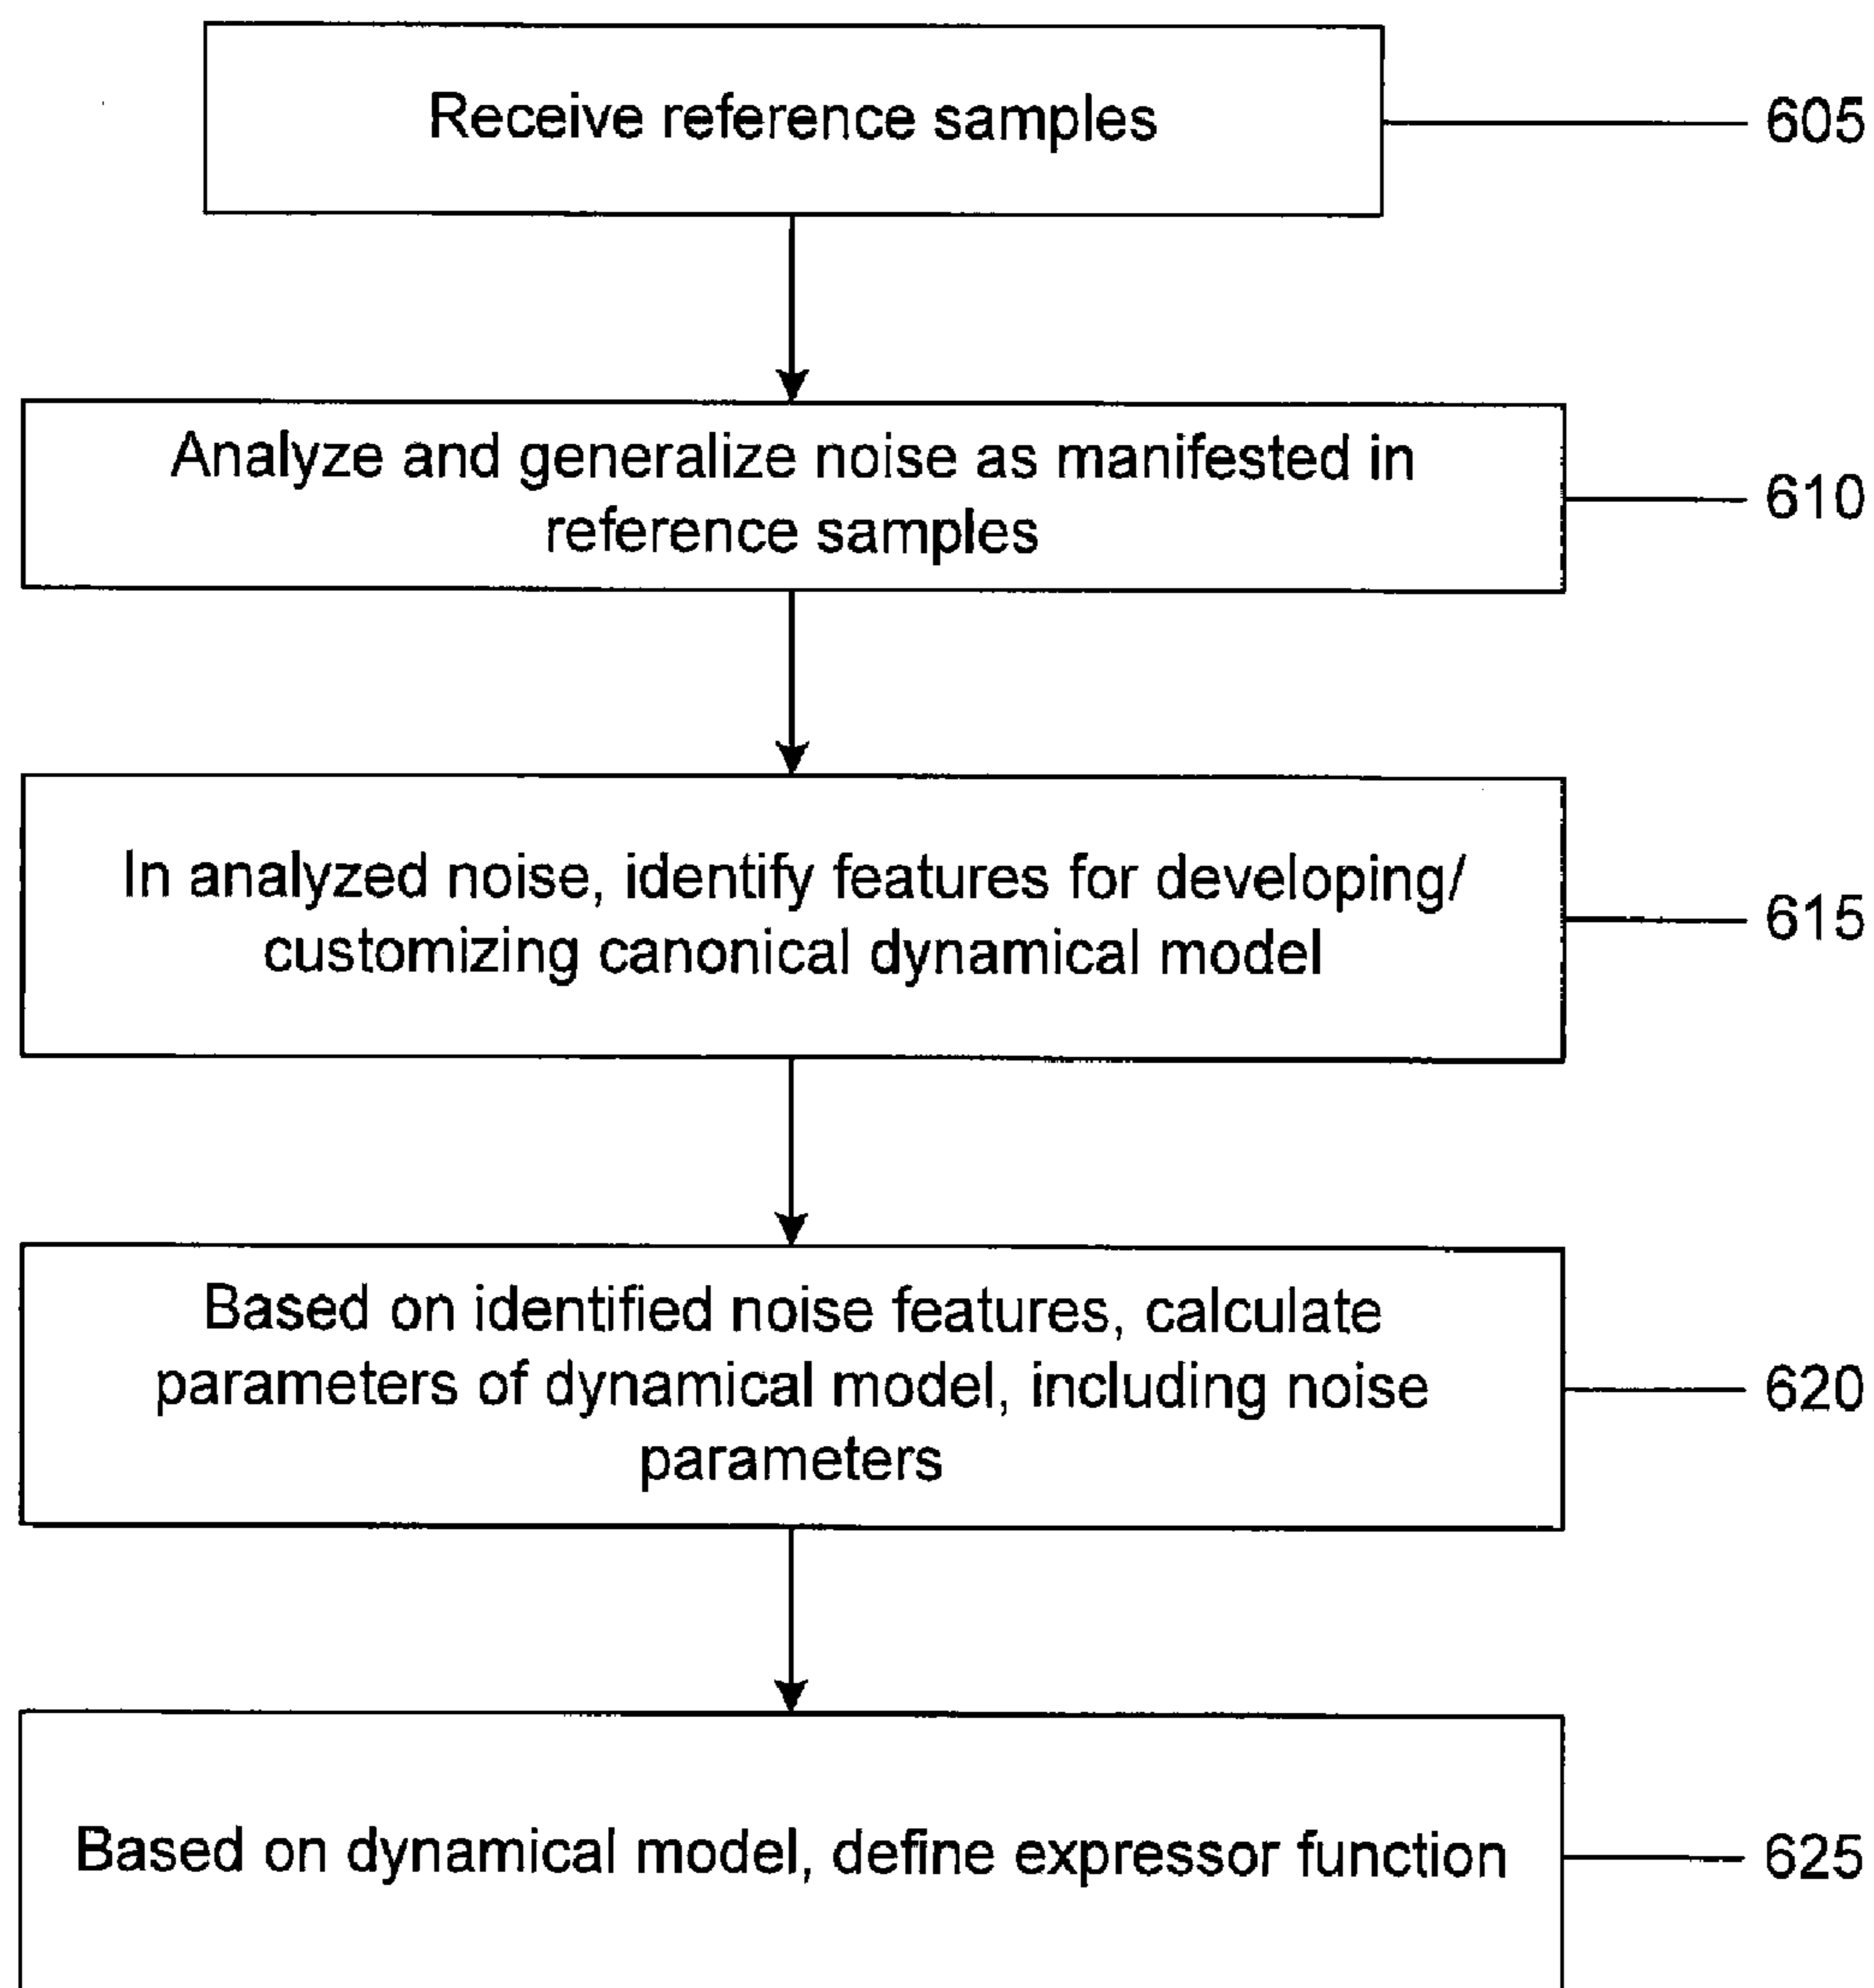 Receive reference samples
605
Analyze and generalize noise as manifested in
reference samples
610
In analyzed noise, identify features for developing/
customizing canonical dynamical model
615
Based on identified noise features, calculate
parameters of dynamical model, including noise
parameters
620
Based on dynamical model, define expressor function
625